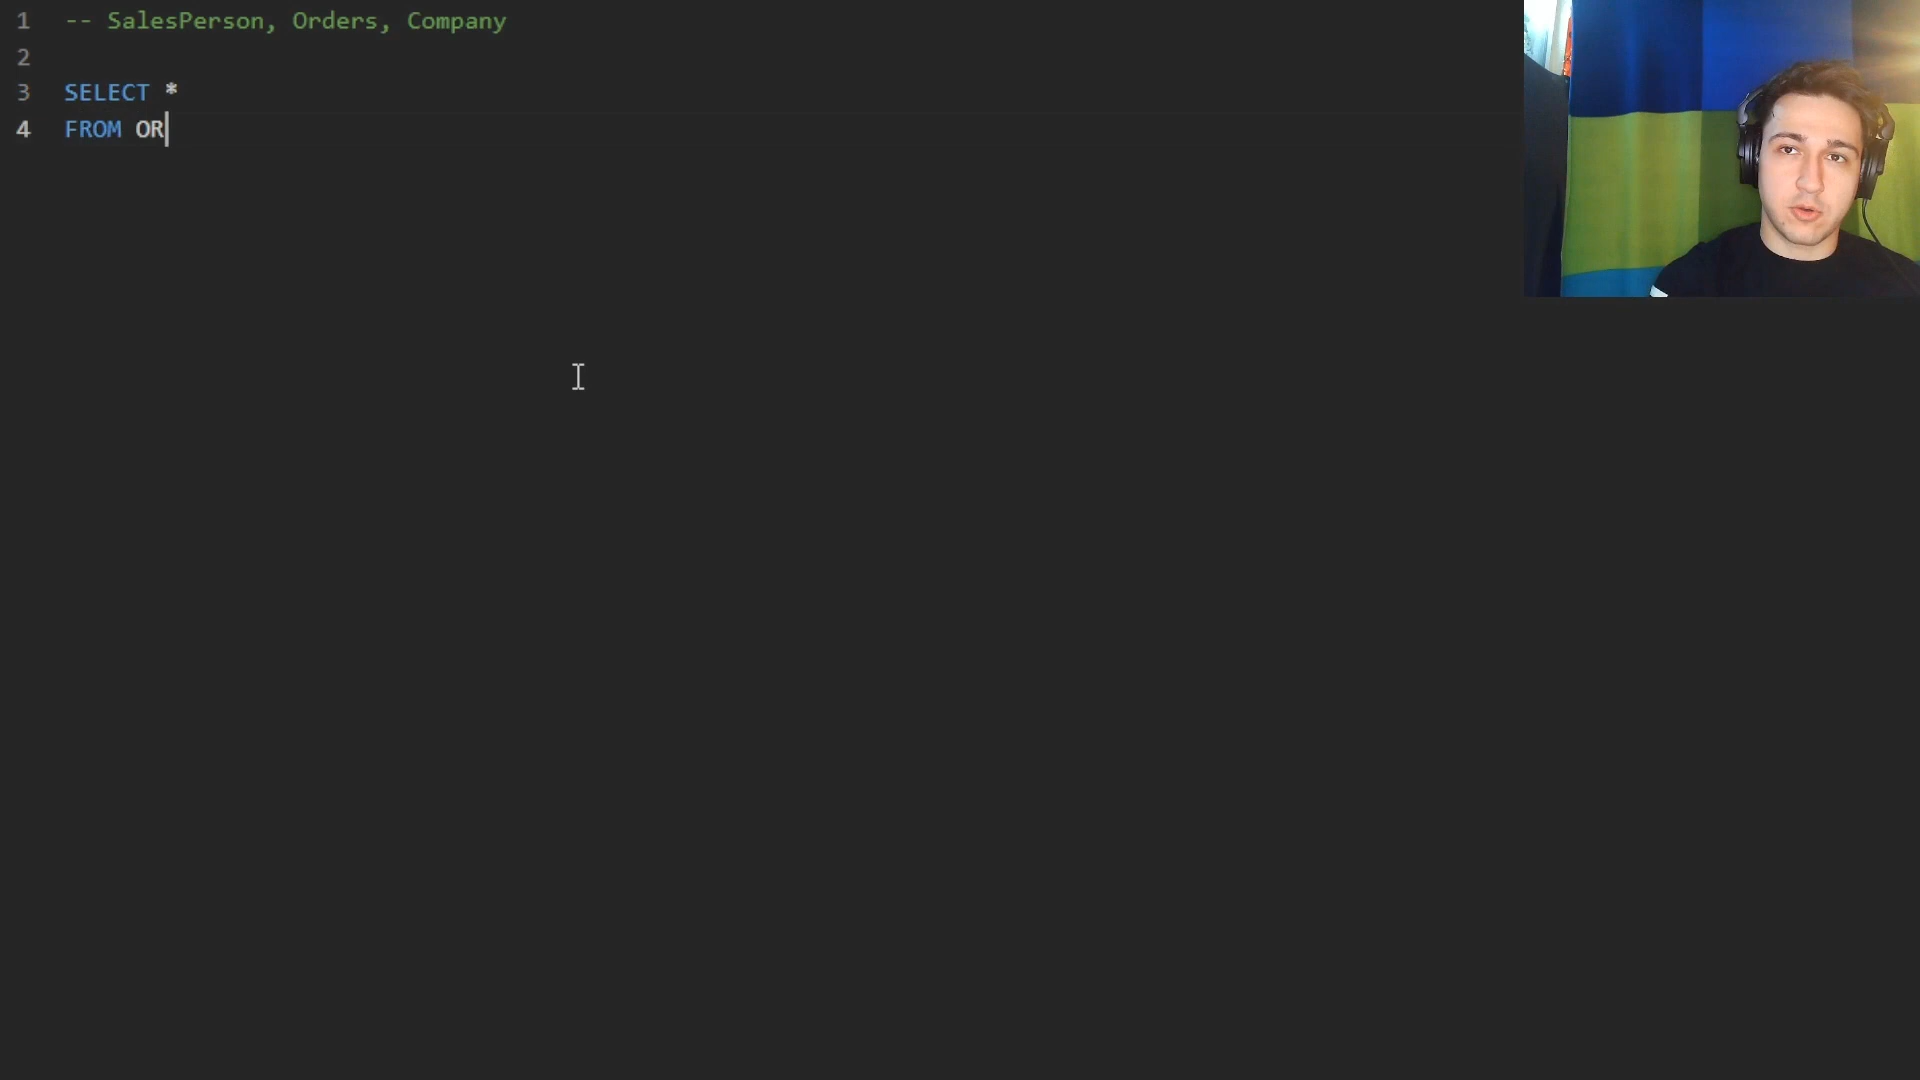 1 -- SalesPerson, Orders, Company
2
3 SELECT *
4 FROM OR